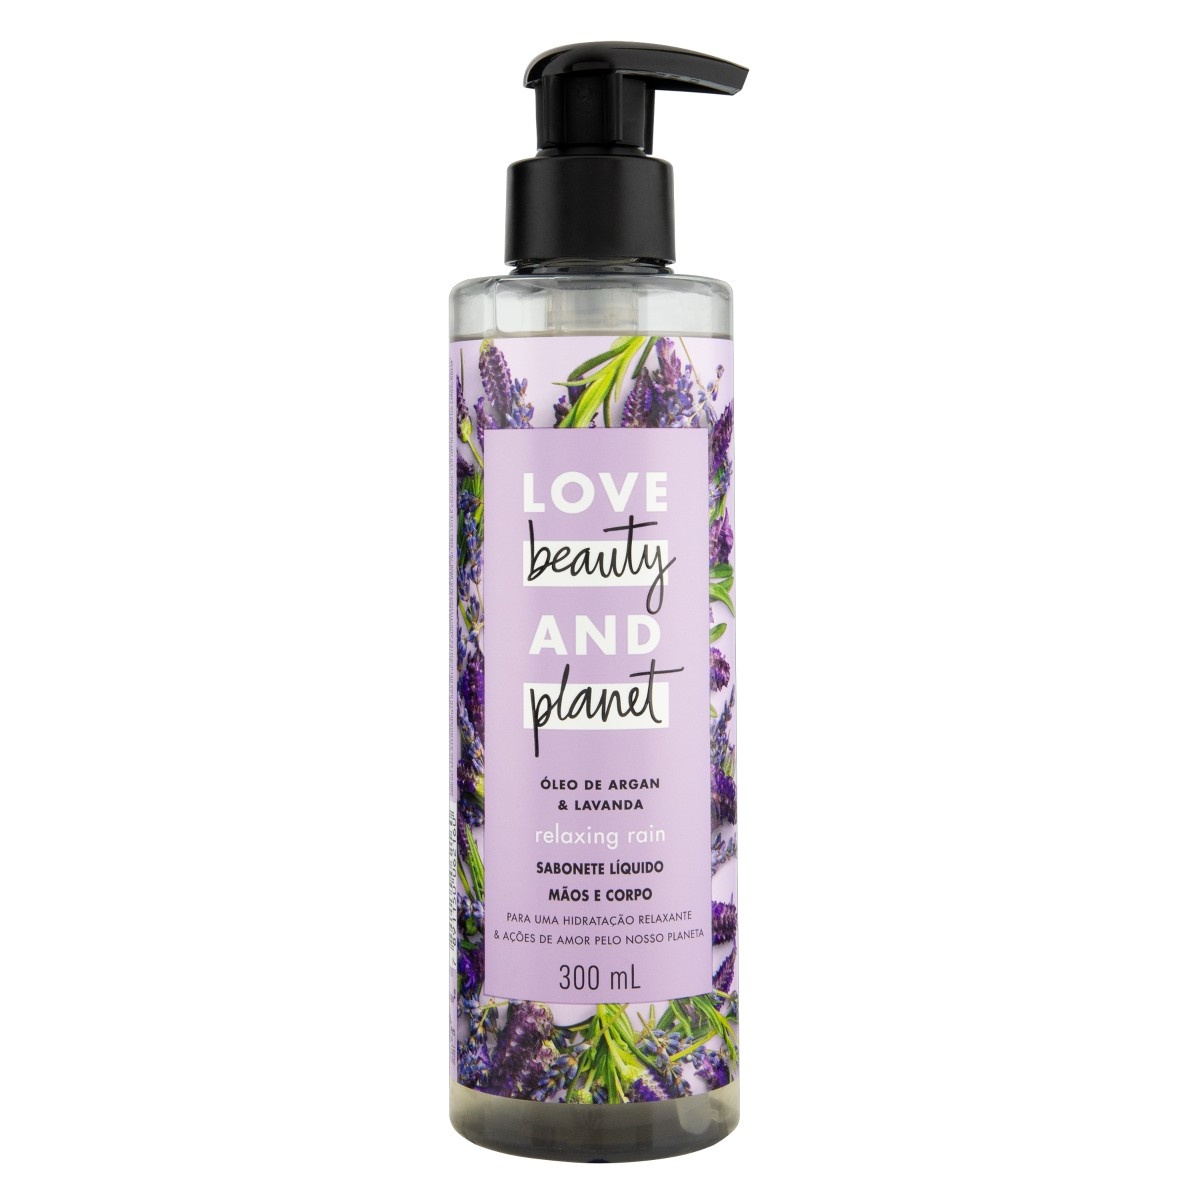 LOVE
beauty
AND
planet
ÓLEO DE ARGAN
& LAVANDA
relaxing rain
SABONETE LÍQUIDO
MÃOS E CORPO
PARA UMA HIDRATAÇÃO RELAXANTE
& AÇÕES DE AMOR PELO NOSSO PLANETA
300 mL